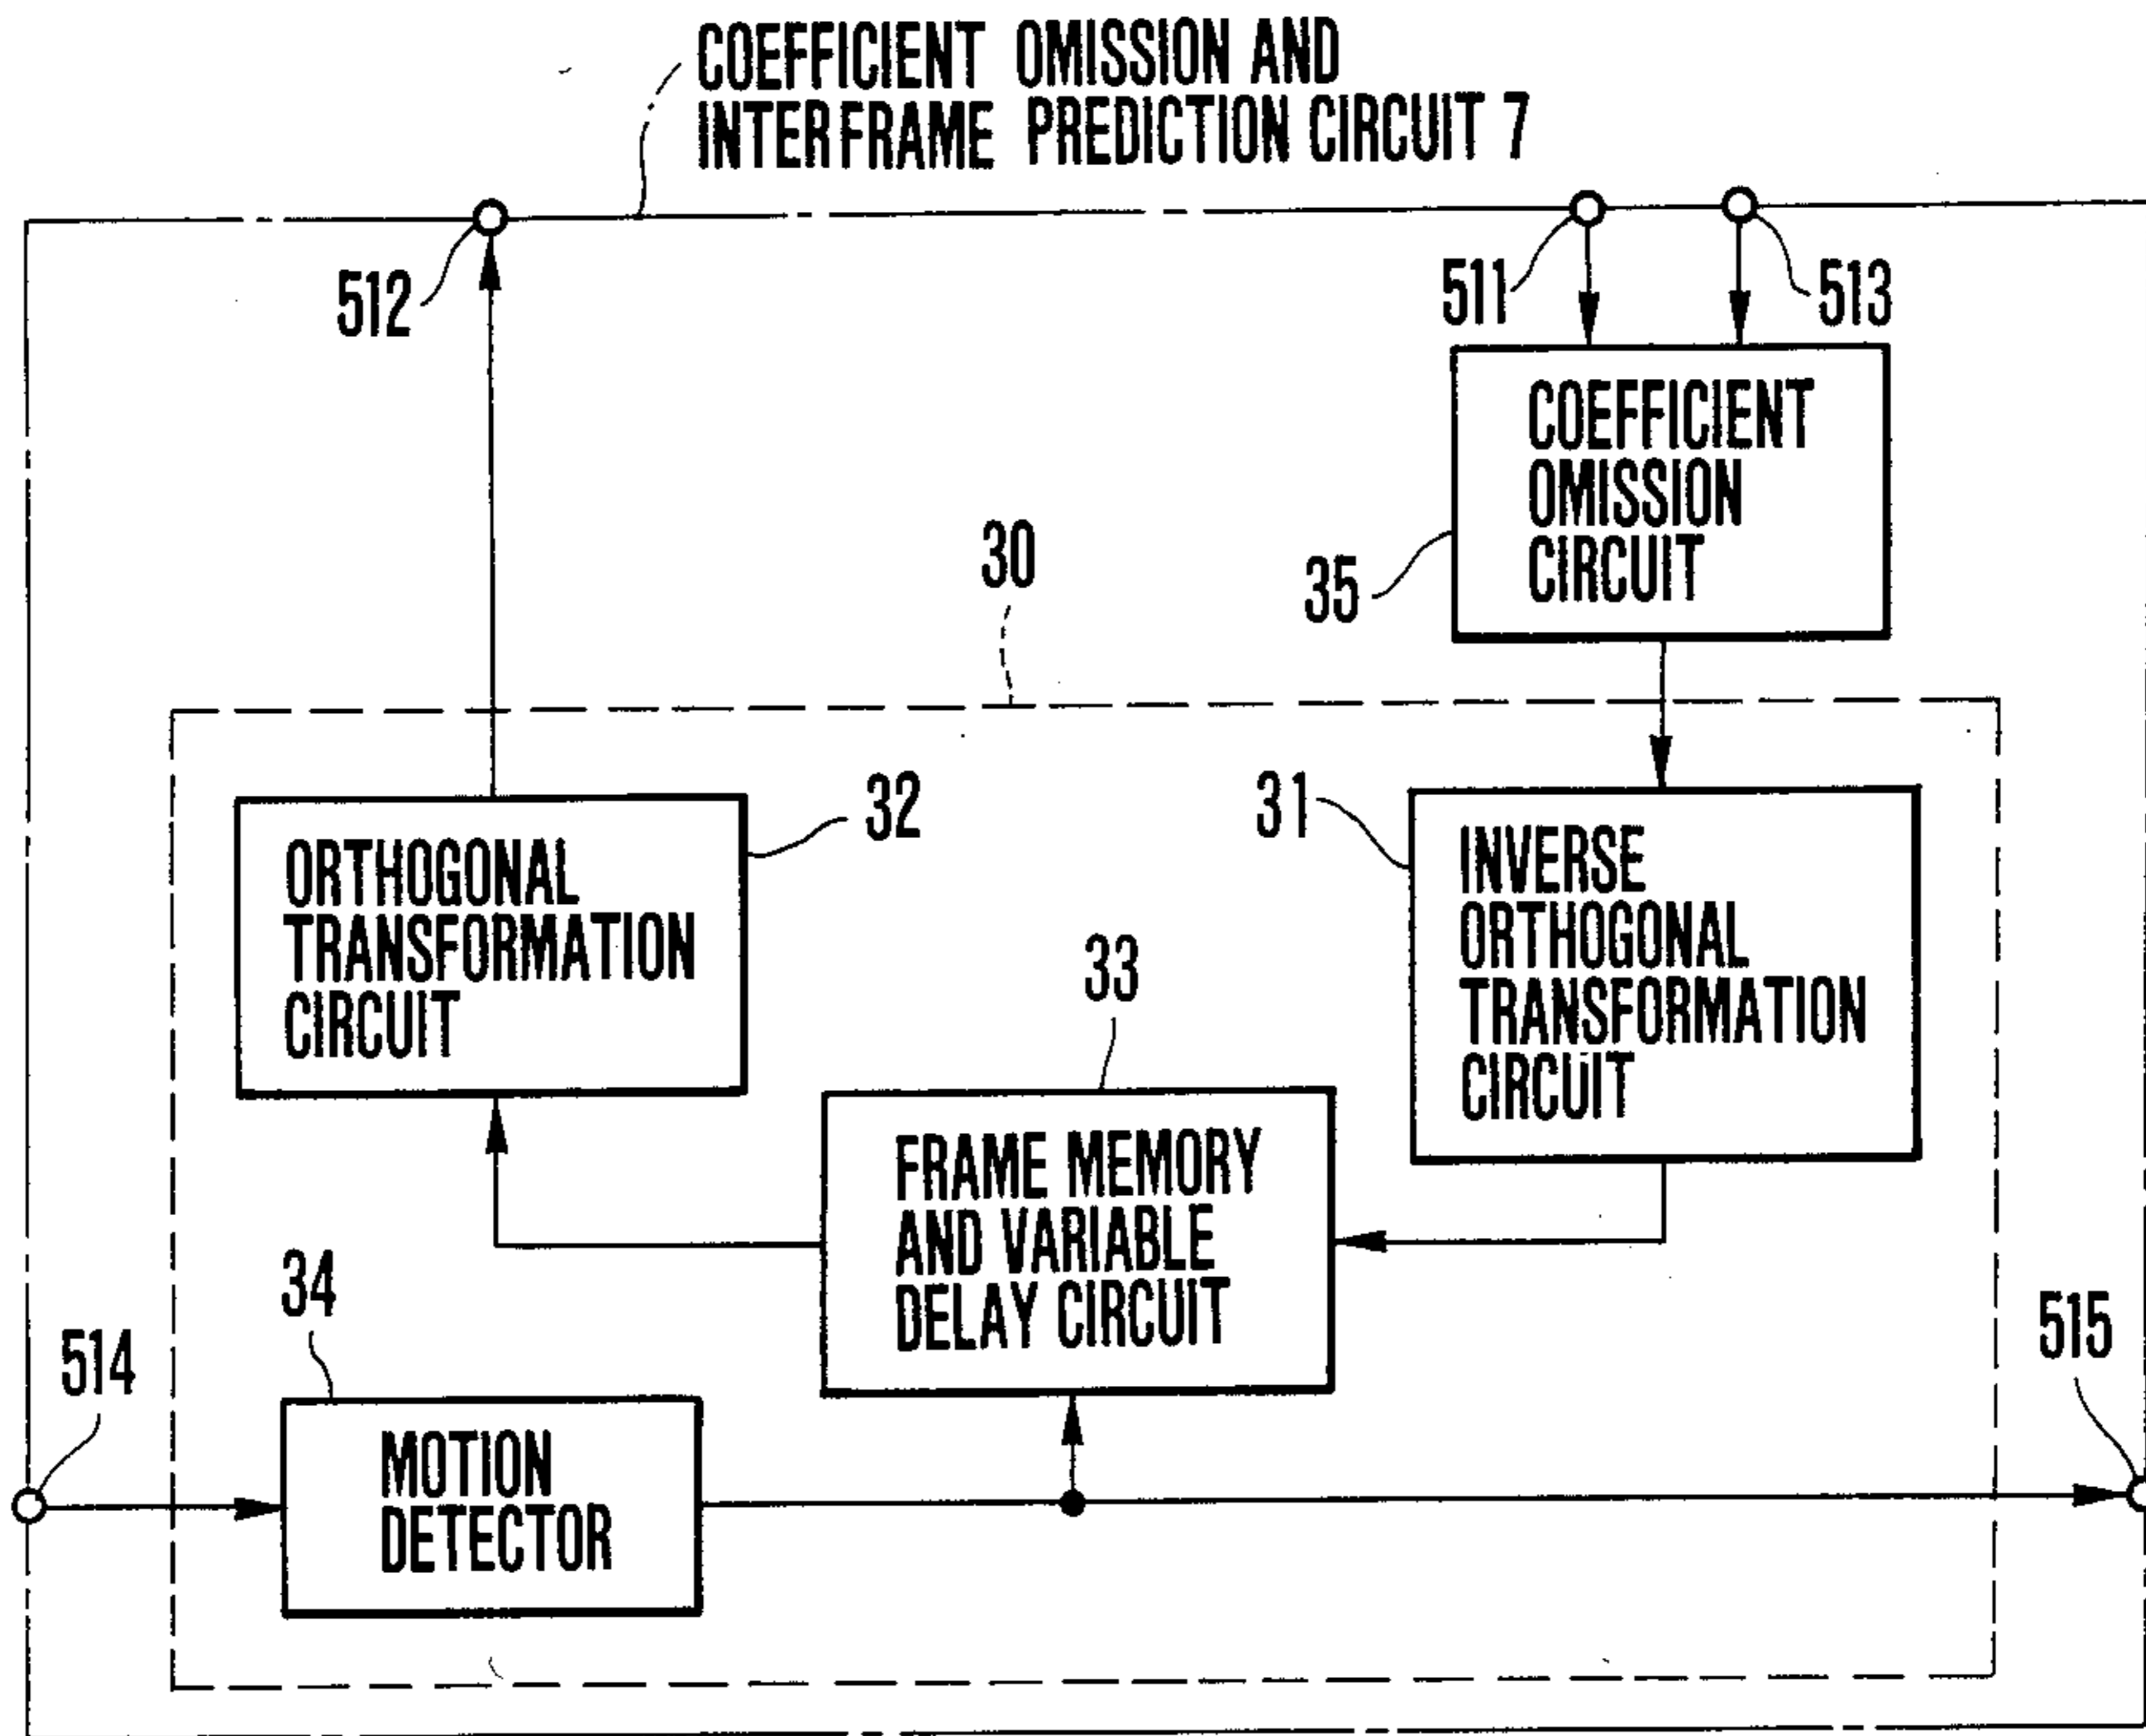 COEFFICIENT OMISSION AND
INTERFRAME PREDICTION CIRCUIT 7
512
511
513
COEFFICIENT
OMISSION
CIRCUIT
35
30
32
31
ORTHOGONAL
TRANSFORMATION
CIRCUIT
INVERSE
ORTHOGONAL
TRANSFORMATION
CIRCUIT
33
FRAME MEMORY
AND VARIABLE
DELAY CIRCUIT
34
514
515
MOTION
DETECTOR